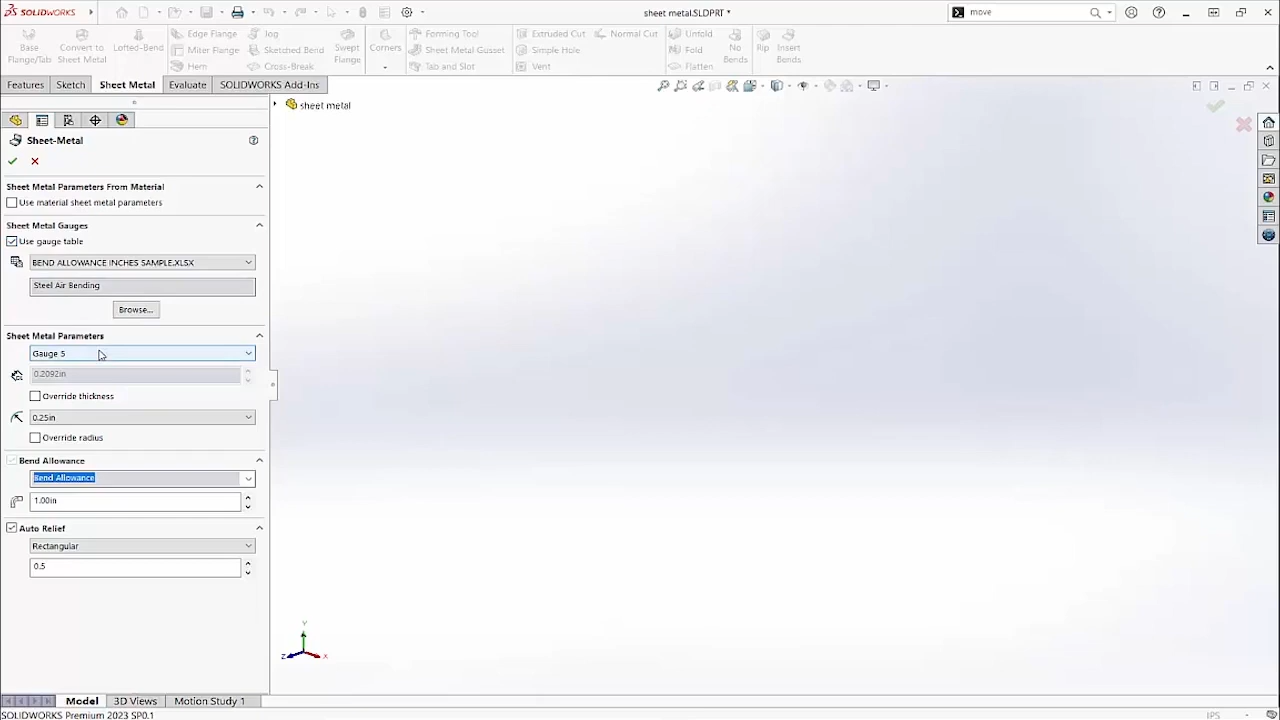 SOLIDWORKS
sheet metal.SLDPRT *
move
Base Flange/Tab
Convert to Sheet Metal
Lofted-Bend
Edge Flange
Miter Flange
Hem
Jog
Sketched Bend
Cross-Break
Swept Flange
Corners
Forming Tool
Sheet Metal Gusset
Tab and Slot
Extruded Cut
Simple Hole
Vent
Normal Cut
Unfold
Fold
Flatten
No Bends
Rip
Insert Bends
Features
Sketch
Sheet Metal
Evaluate
SOLIDWORKS Add-Ins
sheet metal
Sheet-Metal
Sheet Metal Parameters From Material
Use material sheet metal parameters
Sheet Metal Gauges
Use gauge table
BEND ALLOWANCE INCHES SAMPLE.XLSX
Steel Air Bending
Browse...
Sheet Metal Parameters
Gauge 5
0.2092in
Override thickness
0.25in
Override radius
Bend Allowance
Bend Allowance
1.00in
Auto Relief
Rectangular
0.5
Y
Z
X
Model
3D Views
Motion Study 1
SOLIDWORKS Premium 2023 SP0.1
IPS